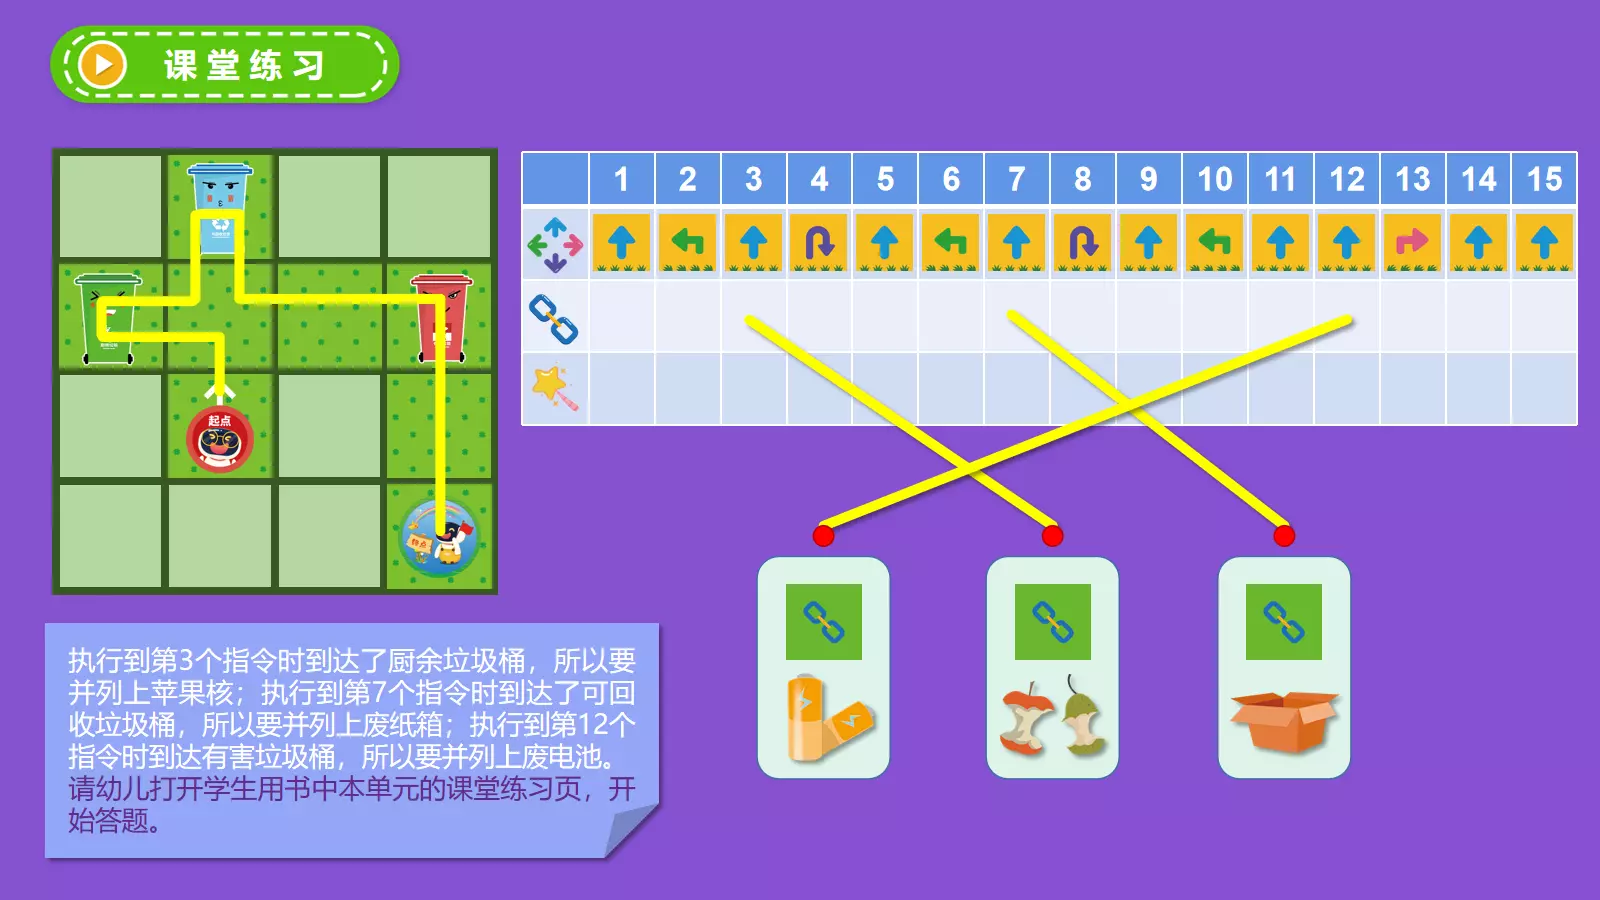 课堂练习
起点
终点
1 2 3 4 5 6 7 8 9 10 11 12 13 14 15
执行到第3个指令时到达了厨余垃圾桶，所以要
并列上苹果核；执行到第7个指令时到达了可回
收垃圾桶，所以要并列上废纸箱；执行到第12个
指令时到达有害垃圾桶，所以要并列上废电池。
请幼儿打开学生用书中本单元的课堂练习页，开
始答题。